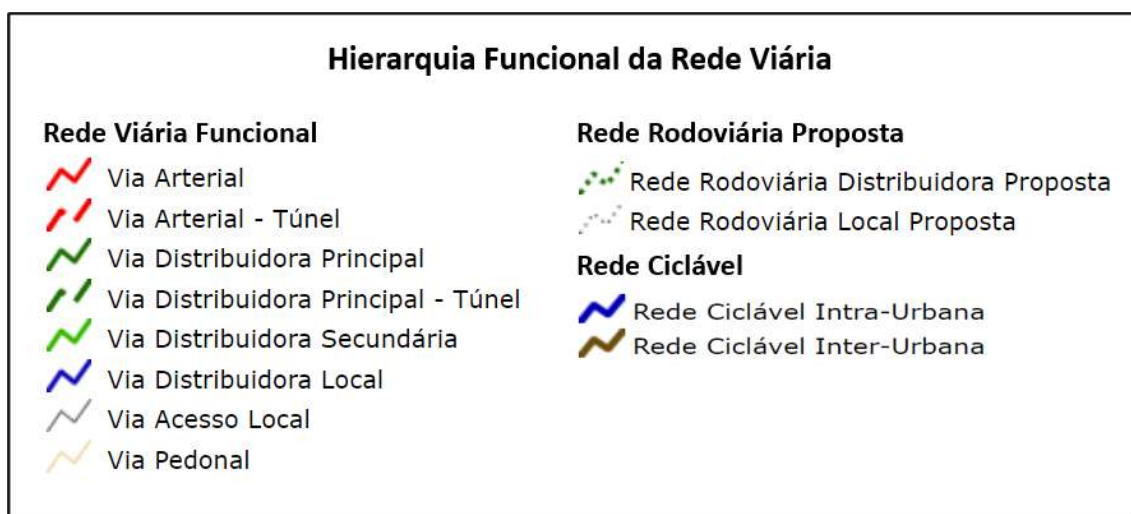 Hierarquia Funcional da Rede Viária
Rede Viária Funcional
Via Arterial
Via Arterial - Túnel
Via Distribuidora Principal
Via Distribuidora Principal - Túnel
Via Distribuidora Secundária
Via Distribuidora Local
Via Acesso Local
Via Pedonal
Rede Rodoviária Proposta
Rede Rodoviária Distribuidora Proposta
Rede Rodoviária Local Proposta
Rede Ciclável
Rede Ciclável Intra-Urbana
Rede Ciclável Inter-Urbana